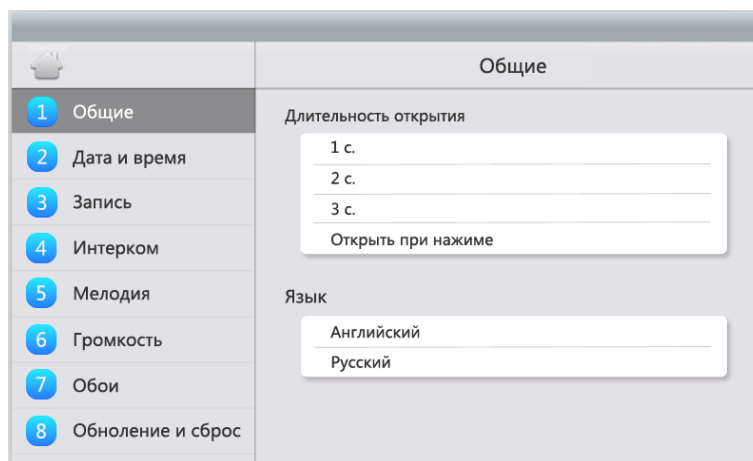 Общие
1 Общие
2 Дата и время
3 Запись
4 Интерком
5 Мелодия
6 Громкость
7 Обои
8 Обноление и сброс
Длительность открытия
1 с.
2 с.
3 с.
Открыть при нажиме
Язык
Английский
Русский